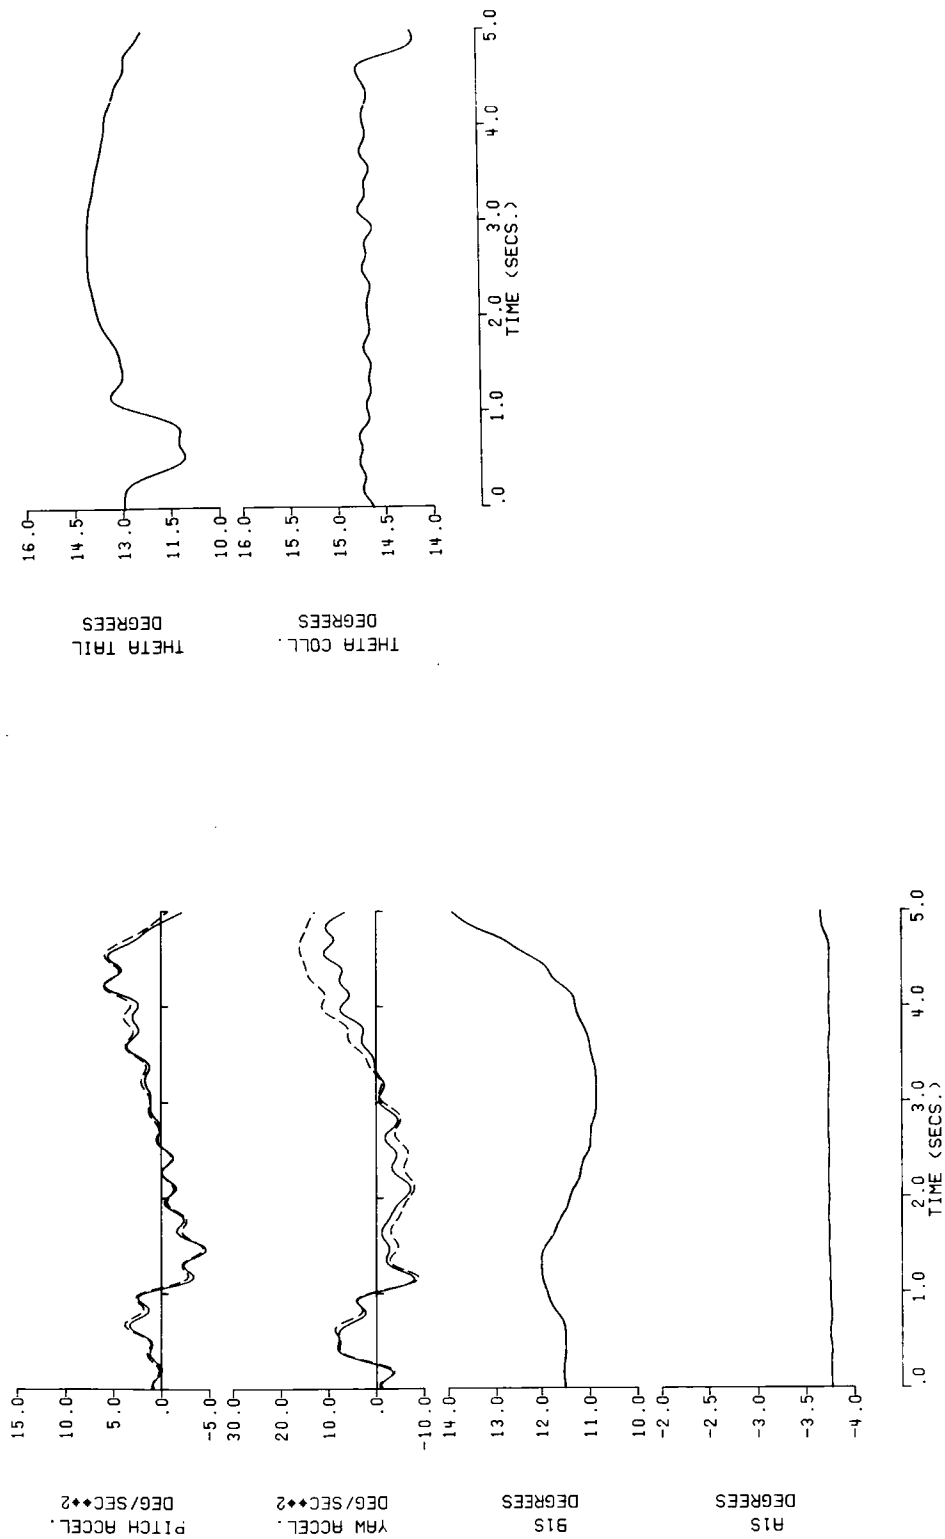 PITCH ACCEL.
DEG/SEC**2
15.0
10.0
5.0
.0
-5.0
YAW ACCEL.
DEG/SEC**2
30.0
20.0
10.0
.0
-10.0
B1S
DEGREES
14.0
13.0
12.0
11.0
10.0
A1S
DEGREES
-2.0
-2.5
-3.0
-3.5
-4.0
.0 1.0 2.0 3.0 4.0 5.0
TIME (SECS.)
THETA TAIL
DEGREES
16.0
14.5
13.0
11.5
10.0
THETA COLL.
DEGREES
16.0
15.5
15.0
14.5
14.0
.0 1.0 2.0 3.0 4.0 5.0
TIME (SECS.)